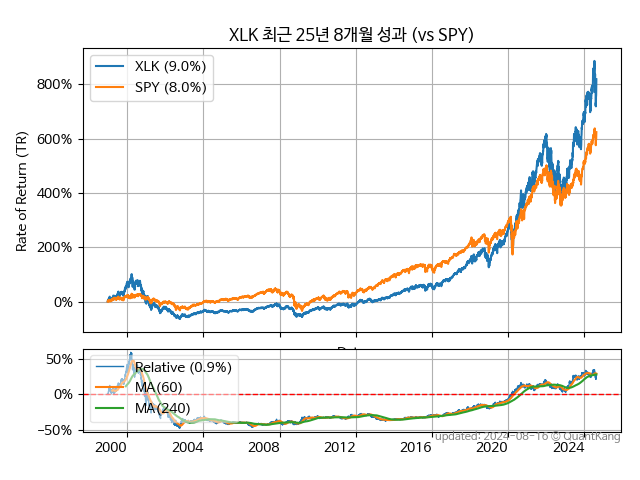 XLK 최근 25년 8개월 성과 (vs SPY)
XLK (9.0%)
SPY (8.0%)
800%
600%
400%
200%
0%
Rate of Return (TR)
50%
0%
-50%
Relative (0.9%)
MA(60)
MA(240)
updated: 2024-08-16 © QuantKang
2000 2004 2008 2012 2016 2020 2024